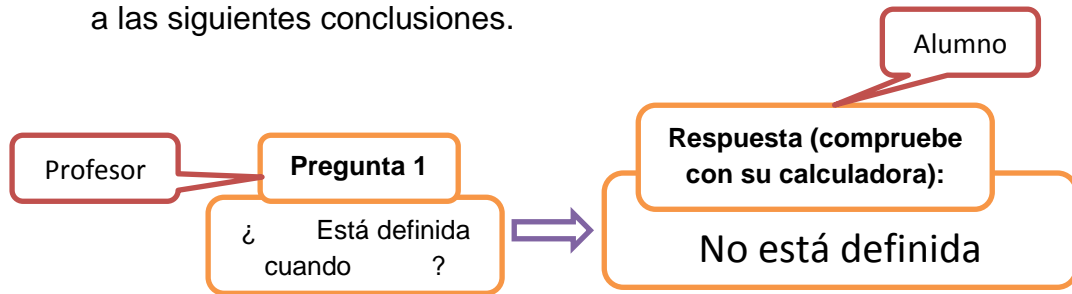 a las siguientes conclusiones.
Alumno
Profesor
Pregunta 1
¿ Está definida
cuando ?
Respuesta (compruebe
con su calculadora):
No está definida